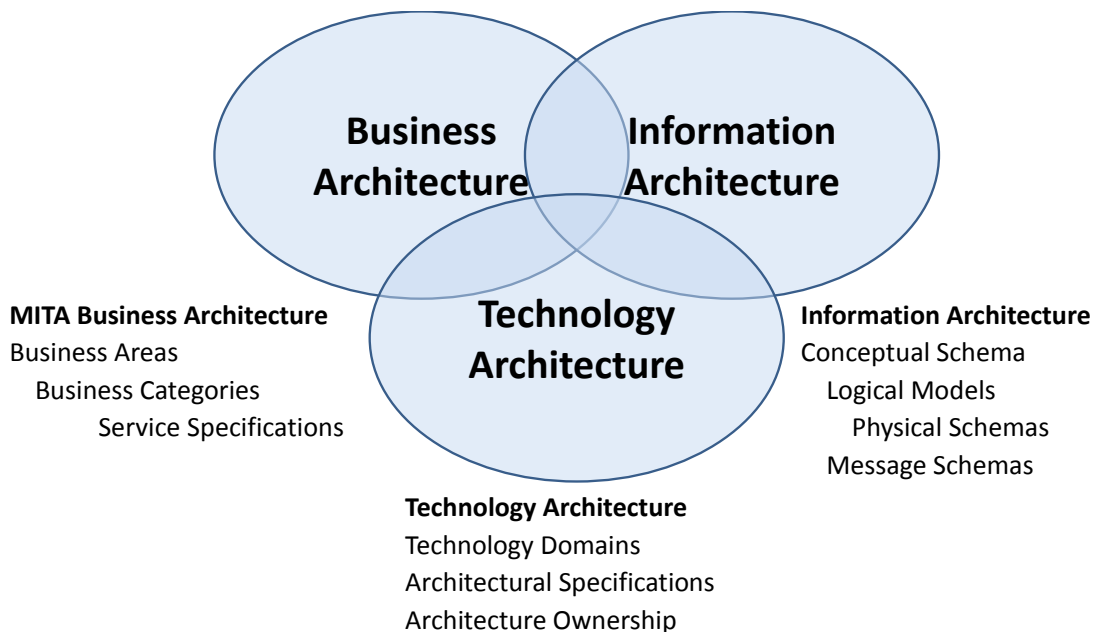 Business
Architecture
Information
Architecture
Technology
Architecture
MITA Business Architecture
Business Areas
Business Categories
Service Specifications
Information Architecture
Conceptual Schema
Logical Models
Physical Schemas
Message Schemas
Technology Architecture
Technology Domains
Architectural Specifications
Architecture Ownership